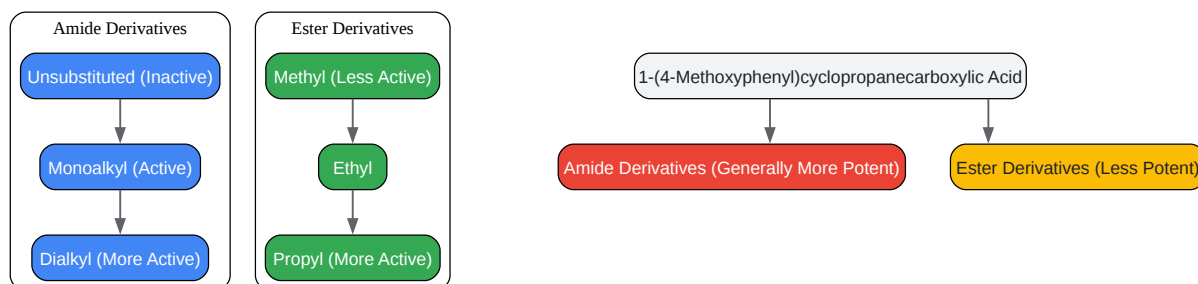 Amide Derivatives
Unsubstituted (Inactive)
Monoalkyl (Active)
Dialkyl (More Active)
Ester Derivatives
Methyl (Less Active)
Ethyl
Propyl (More Active)
1-(4-Methoxyphenyl)cyclopropanecarboxylic Acid
Amide Derivatives (Generally More Potent)
Ester Derivatives (Less Potent)